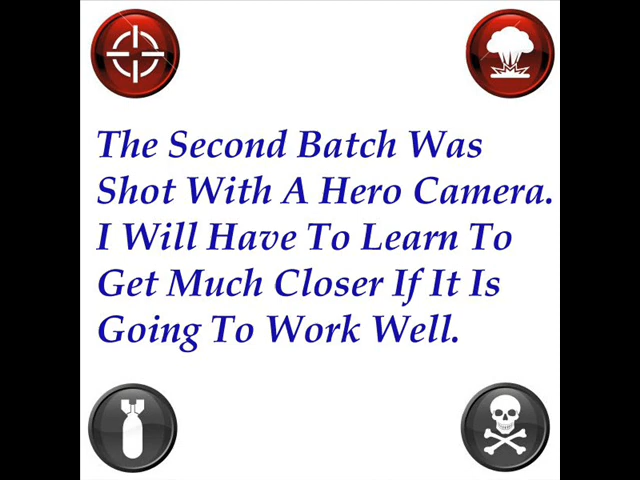 The Second Batch Was
Shot With A Hero Camera.
I Will Have To Learn To
Get Much Closer If It Is
Going To Work Well.